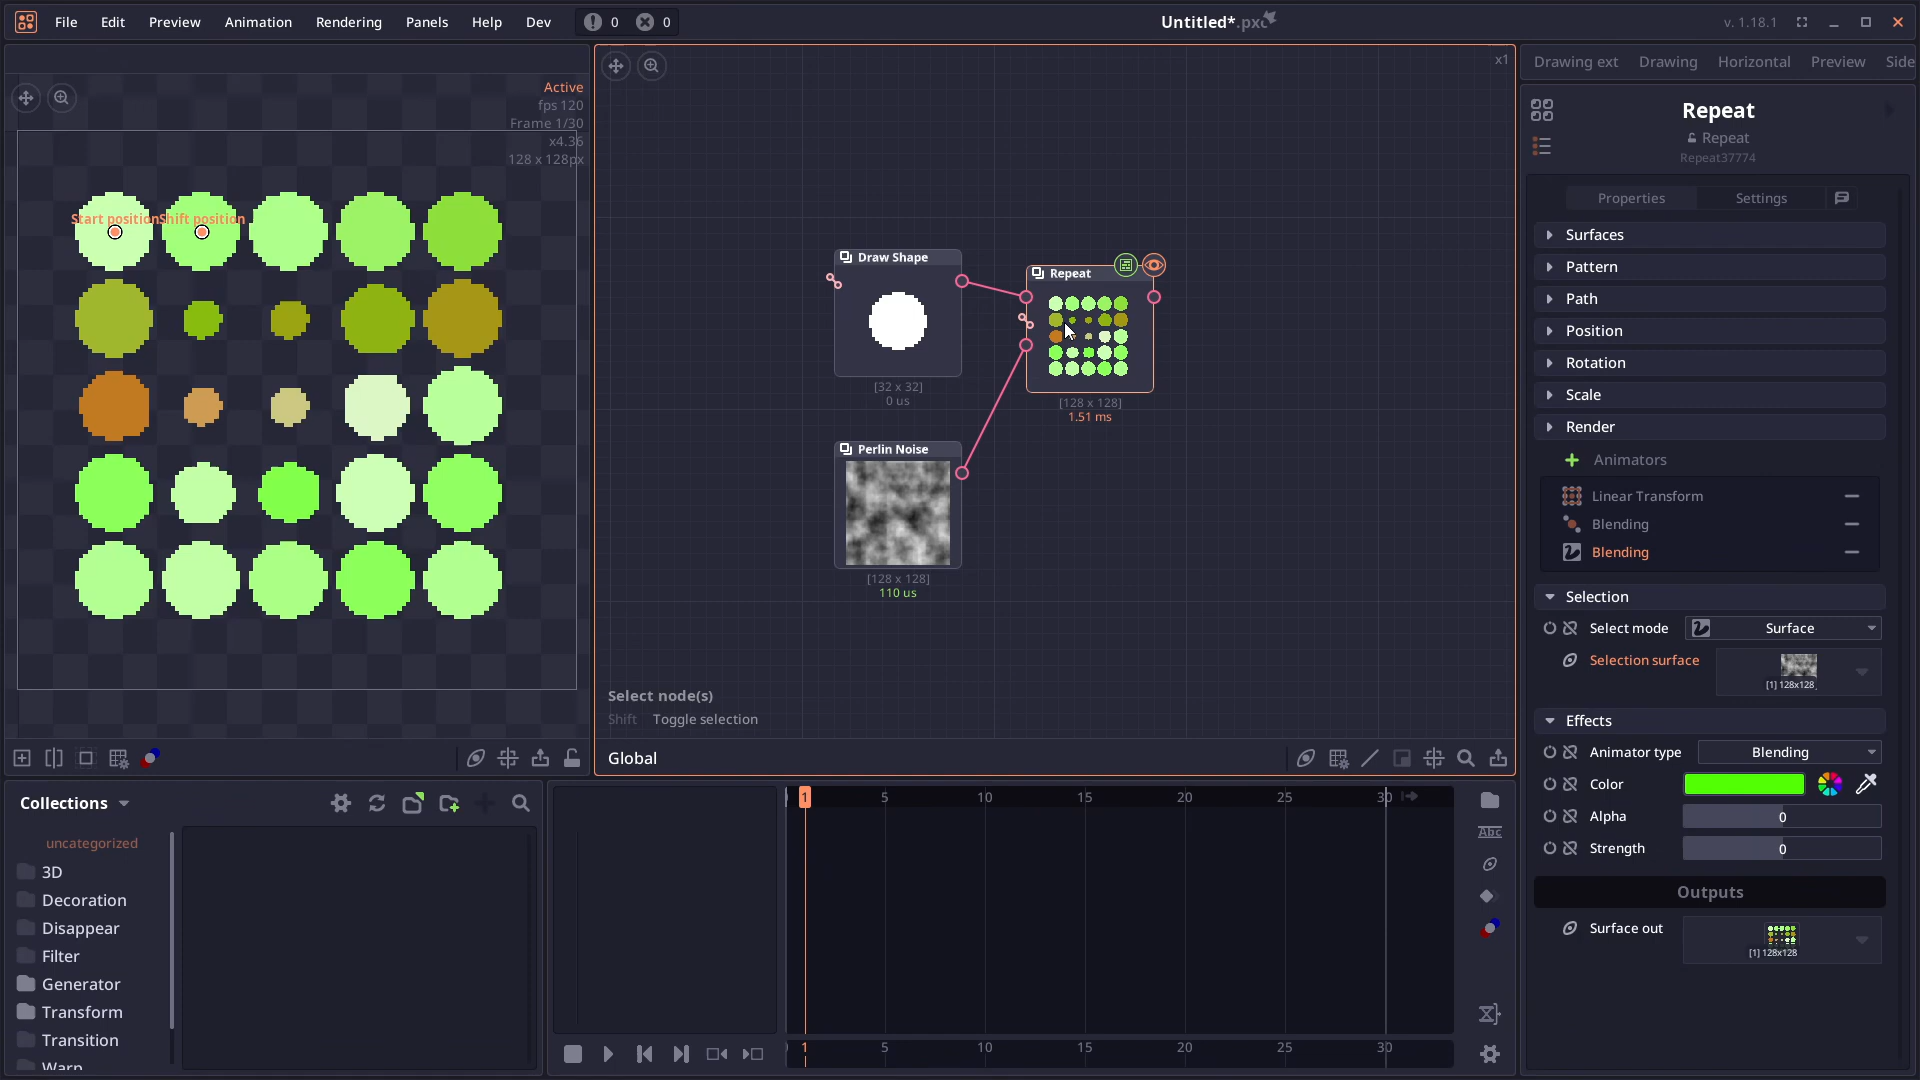 File Edit Preview Animation Rendering Panels Help Dev 0 0 Untitled*.pxc v. 1.18.1
Active
fps 120
Frame 1/30
x4.36
128 x 128px
Start position Shift position
x1
Draw Shape
[32 x 32]
0 us
Repeat
[128 x 128]
1.51 ms
Perlin Noise
[128 x 128]
110 us
Select node(s)
Shift Toggle selection
Global
Drawing ext Drawing Horizontal Preview Side
Repeat
Repeat
Repeat37774
Properties Settings
Surfaces
Pattern
Path
Position
Rotation
Scale
Render
Animators
Linear Transform
Blending
Blending
Selection
Select mode Surface
Selection surface
[1] 128x128
Effects
Animator type Blending
Color
Alpha 0
Strength 0
Outputs
Surface out
[1] 128x128
Collections
uncategorized
3D
Decoration
Disappear
Filter
Generator
Transform
Transition
Warp
1 5 10 15 20 25 30
Abc
1 5 10 15 20 25 30